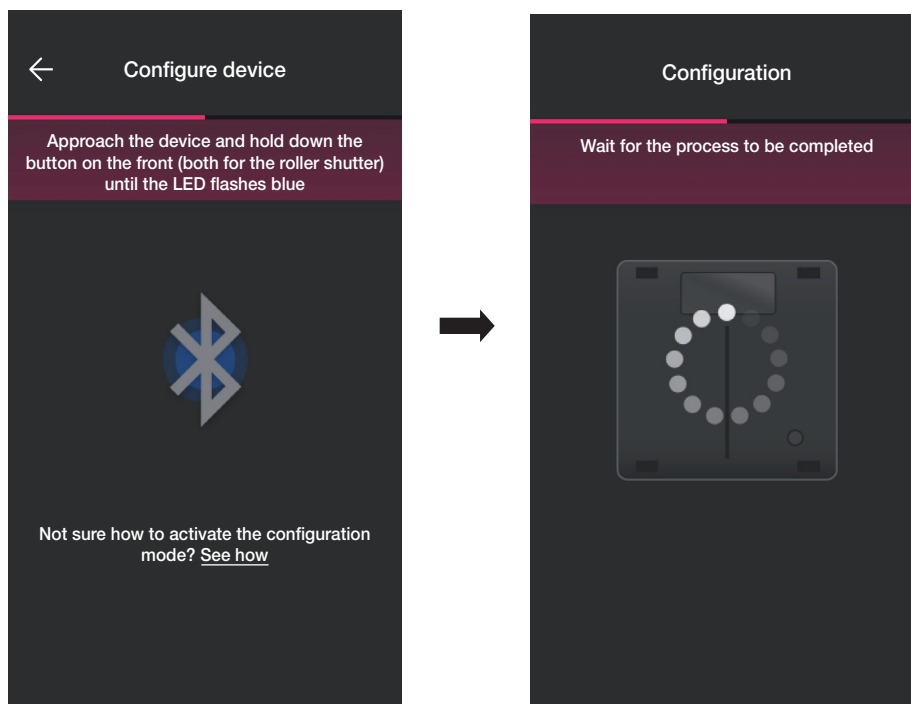 Configure device
Approach the device and hold down the
button on the front (both for the roller shutter)
until the LED flashes blue
Not sure how to activate the configuration
mode? See how
Configuration
Wait for the process to be completed